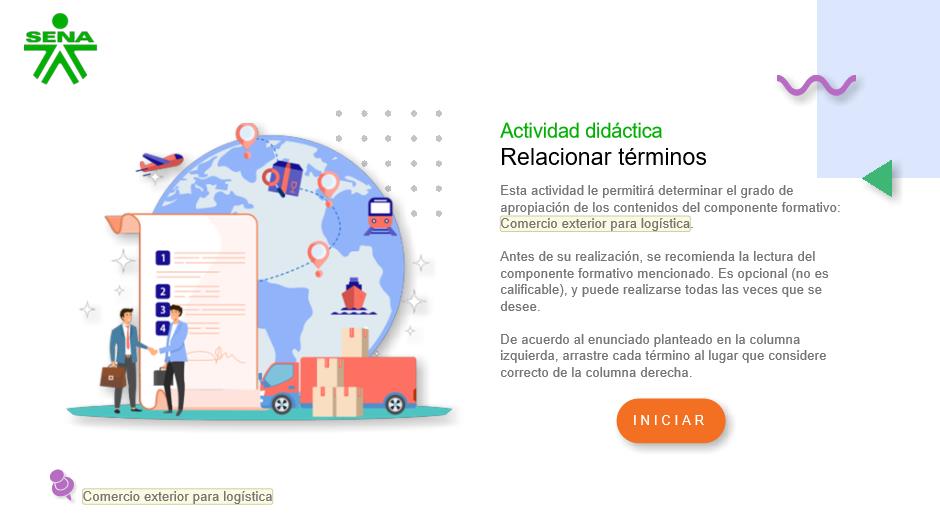 SENA
Actividad didáctica
Relacionar términos
Esta actividad le permitirá determinar el grado de
apropiación de los contenidos del componente formativo:
Comercio exterior para logística.
Antes de su realización, se recomienda la lectura del
componente formativo mencionado. Es opcional (no es
calificable), y puede realizarse todas las veces que se
desee.
De acuerdo al enunciado planteado en la columna
izquierda, arrastre cada término al lugar que considere
correcto de la columna derecha.
INICIAR
1
2
3
4
Comercio exterior para logística